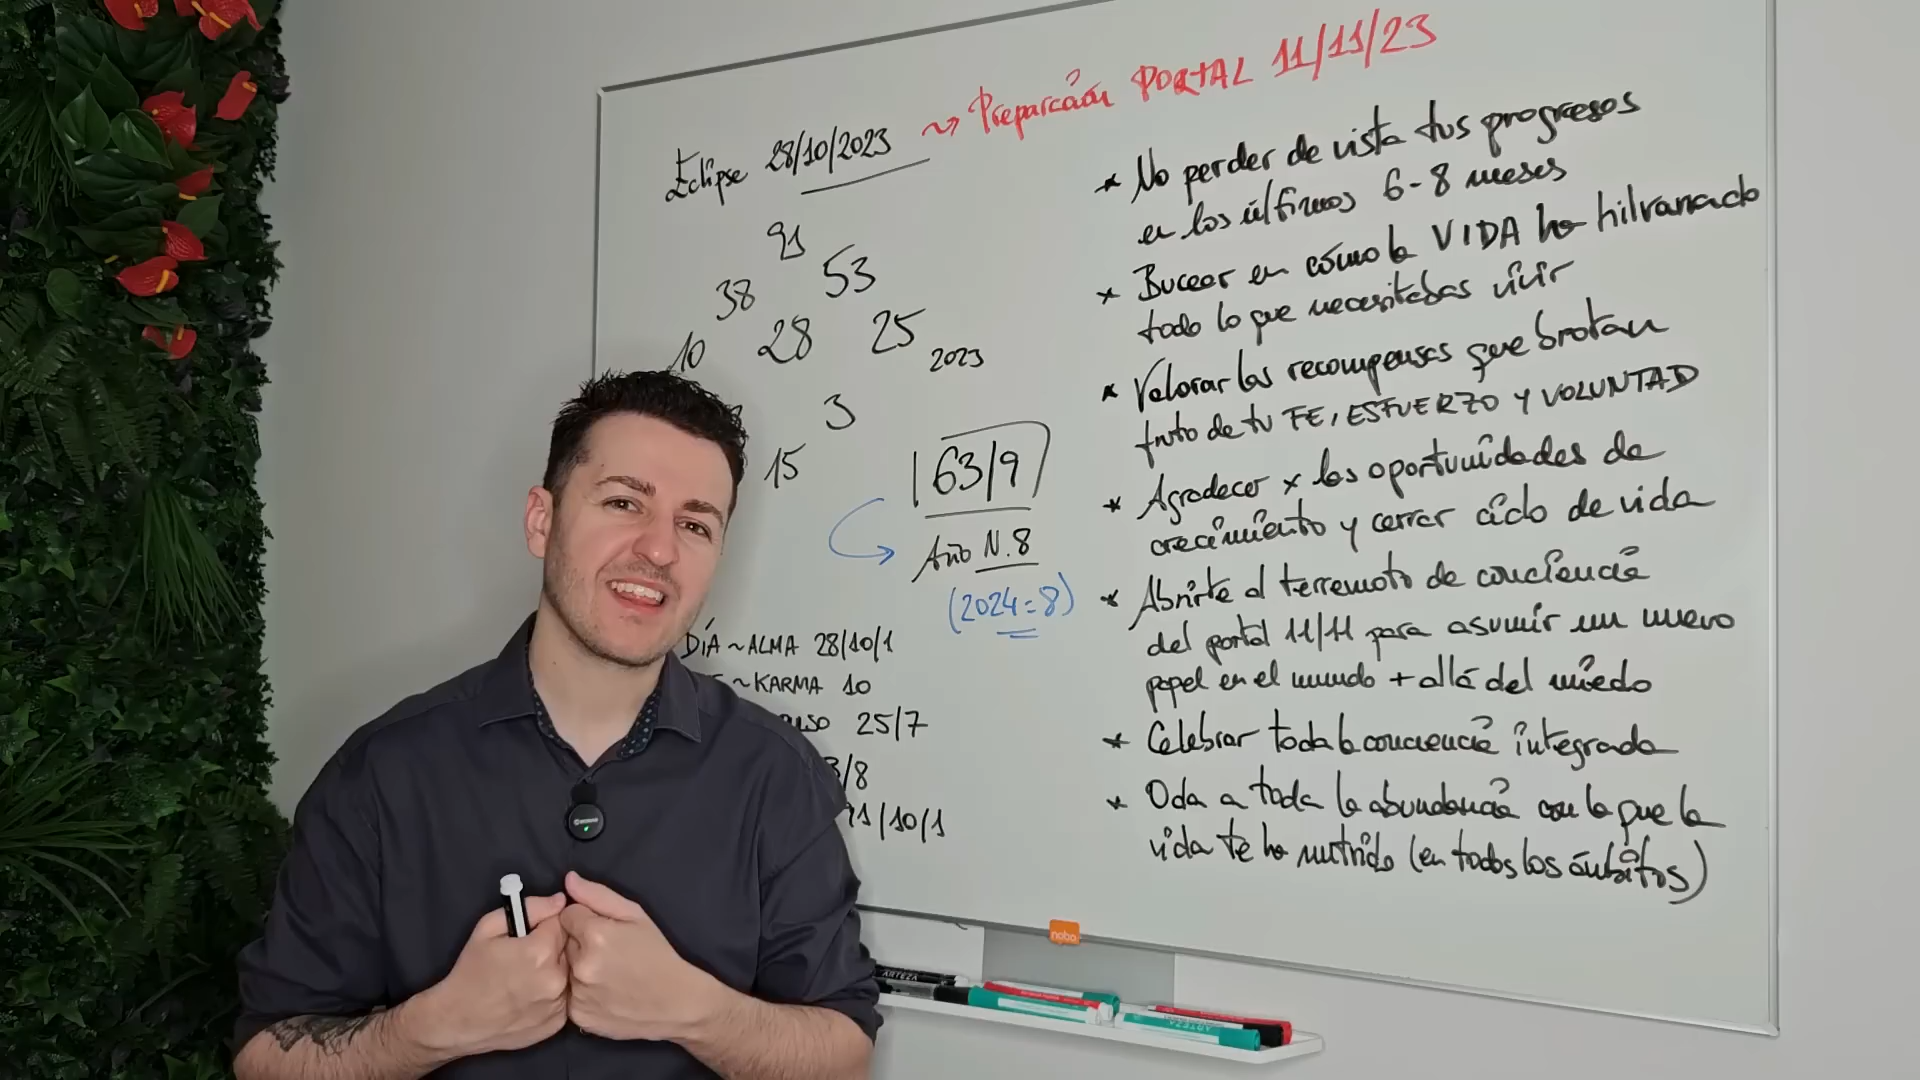 Eclipse 28/10/2023
~> Preparación PORTAL 11/11/23
91
38 53
10 28 25
2023
3
15
63/9
Año N.8
(2024=8)
DÍA ~ ALMA 28/10/1
~ KARMA 10
25/7
3/8
91/10/1
* No perder de vista tus progresos
en los últimos 6-8 meses
* Bucear en cómo la VIDA ha hilvanado
todo lo que necesitabas vivir
* Valorar las recompensas que brotan
fruto de tu FE, ESFUERZO Y VOLUNTAD
* Agradecer x las oportunidades de
crecimiento y cerrar ciclo de vida
* Abrirte al terremoto de conciencia
del portal 11/11 para asumir un nuevo
papel en el mundo + allá del miedo
* Celebrar toda la conciencia integrada
* Oda a toda la abundancia con la que la
vida te ha nutrido (en todos los ámbitos)
nobo
ARTEZA
ARTEZA